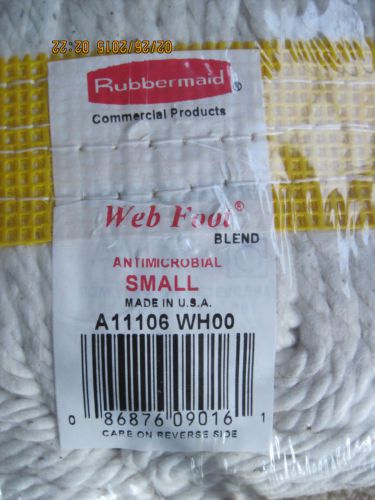 02/26/2015 02:22
Rubbermaid®
Commercial Products
Web Foot®
BLEND
ANTIMICROBIAL
SMALL
MADE IN U.S.A.
A11106 WH00
0 86876 09016 1
CARE ON REVERSE SIDE